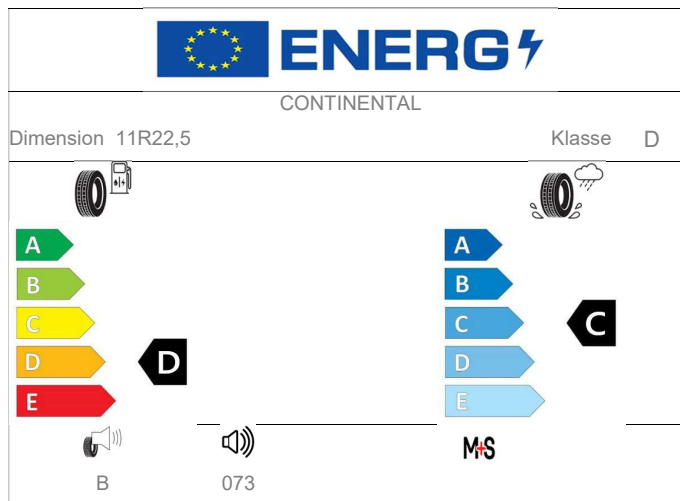 ENERG
CONTINENTAL
Dimension 11R22,5 Klasse D
A A
B B
C C C
D D D
E E
M+S
B 073